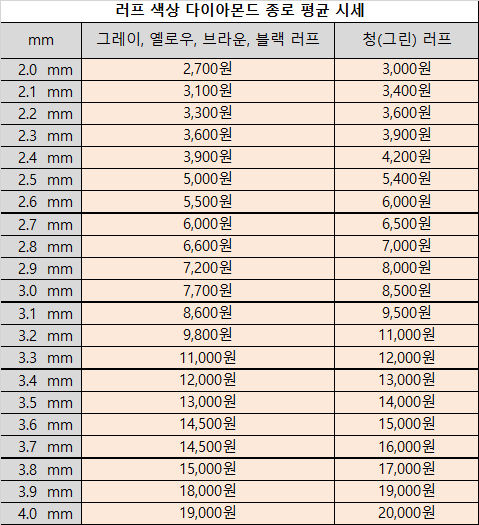 러프 색상 다이아몬드 종로 평균 시세
mm 그레이, 옐로우, 브라운, 블랙 러프 청(그린) 러프
2.0 mm 2,700원 3,000원
2.1 mm 3,100원 3,400원
2.2 mm 3,300원 3,600원
2.3 mm 3,600원 3,900원
2.4 mm 3,900원 4,200원
2.5 mm 5,000원 5,400원
2.6 mm 5,500원 6,000원
2.7 mm 6,000원 6,500원
2.8 mm 6,600원 7,000원
2.9 mm 7,200원 8,000원
3.0 mm 7,700원 8,500원
3.1 mm 8,600원 9,500원
3.2 mm 9,800원 11,000원
3.3 mm 11,000원 12,000원
3.4 mm 12,000원 13,000원
3.5 mm 13,000원 14,000원
3.6 mm 14,500원 15,000원
3.7 mm 14,500원 16,000원
3.8 mm 15,000원 17,000원
3.9 mm 18,000원 19,000원
4.0 mm 19,000원 20,000원